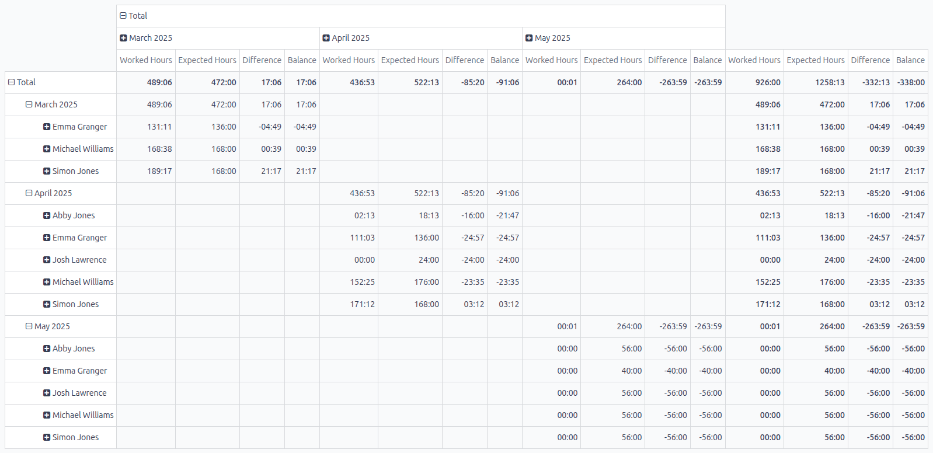 Total
March 2025 April 2025 May 2025
Worked Hours Expected Hours Difference Balance Worked Hours Expected Hours Difference Balance Worked Hours Expected Hours Difference Balance Worked Hours Expected Hours Difference Balance
Total 489:06 472:00 17:06 17:06 436:53 522:13 -85:20 -91:06 00:01 264:00 -263:59 -263:59 926:00 1258:13 -332:13 -338:00
March 2025 489:06 472:00 17:06 17:06 489:06 472:00 17:06 17:06
Emma Granger 131:11 136:00 -04:49 -04:49 131:11 136:00 -04:49 -04:49
Michael Williams 168:38 168:00 00:39 00:39 168:38 168:00 00:39 00:39
Simon Jones 189:17 168:00 21:17 21:17 189:17 168:00 21:17 21:17
April 2025 436:53 522:13 -85:20 -91:06 436:53 522:13 -85:20 -91:06
Abby Jones 02:13 18:13 -16:00 -21:47 02:13 18:13 -16:00 -21:47
Emma Granger 111:03 136:00 -24:57 -24:57 111:03 136:00 -24:57 -24:57
Josh Lawrence 00:00 24:00 -24:00 -24:00 00:00 24:00 -24:00 -24:00
Michael Williams 152:25 176:00 -23:35 -23:35 152:25 176:00 -23:35 -23:35
Simon Jones 171:12 168:00 03:12 03:12 171:12 168:00 03:12 03:12
May 2025 00:01 264:00 -263:59 -263:59 00:01 264:00 -263:59 -263:59
Abby Jones 00:00 56:00 -56:00 -56:00 00:00 56:00 -56:00 -56:00
Emma Granger 00:00 40:00 -40:00 -40:00 00:00 40:00 -40:00 -40:00
Josh Lawrence 00:00 56:00 -56:00 -56:00 00:00 56:00 -56:00 -56:00
Michael Williams 00:00 56:00 -56:00 -56:00 00:00 56:00 -56:00 -56:00
Simon Jones 00:00 56:00 -56:00 -56:00 00:00 56:00 -56:00 -56:00